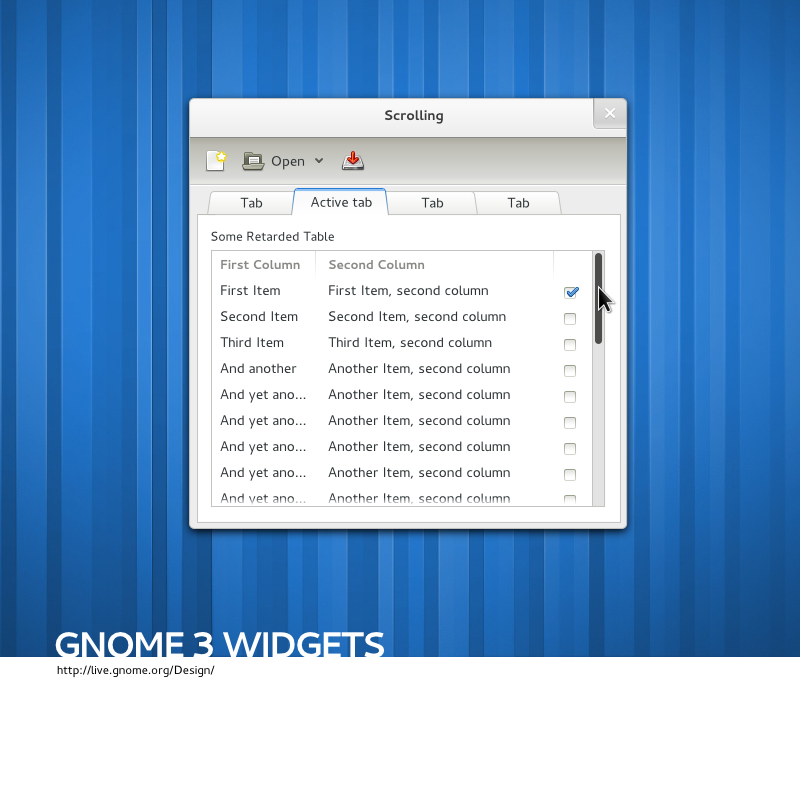 Scrolling
Open
Tab Active tab Tab Tab
Some Retarded Table
First Column Second Column
First Item First Item, second column
Second Item Second Item, second column
Third Item Third Item, second column
And another Another Item, second column
And yet ano... Another Item, second column
And yet ano... Another Item, second column
And yet ano... Another Item, second column
And yet ano... Another Item, second column
And yet ano... Another Item, second column
GNOME 3 WIDGETS
http://live.gnome.org/Design/